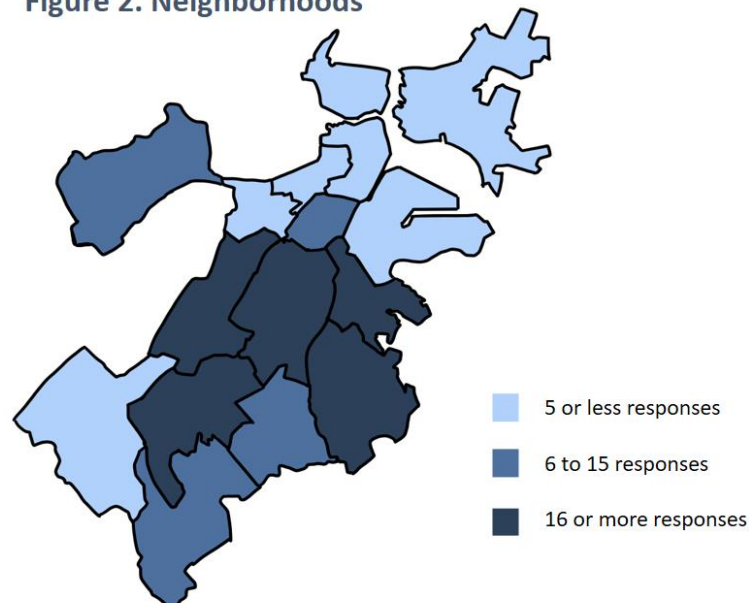 Figure 2. Neighborhoods
5 or less responses
6 to 15 responses
16 or more responses